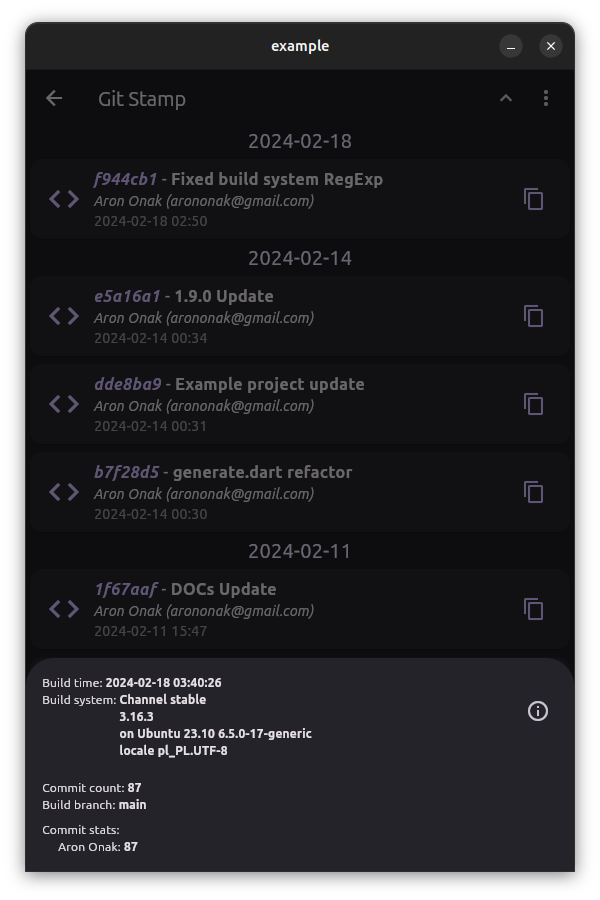 example
Git Stamp
2024-02-18
f944cb1 - Fixed build system RegExp
Aron Onak (arononak@gmail.com)
2024-02-18 02:50
2024-02-14
e5a16a1 - 1.9.0 Update
Aron Onak (arononak@gmail.com)
2024-02-14 00:34
dde8ba9 - Example project update
Aron Onak (arononak@gmail.com)
2024-02-14 00:31
b7f28d5 - generate.dart refactor
Aron Onak (arononak@gmail.com)
2024-02-14 00:30
2024-02-11
1f67aaf - DOCs Update
Aron Onak (arononak@gmail.com)
2024-02-11 15:47
Build time: 2024-02-18 03:40:26
Build system: Channel stable
3.16.3
on Ubuntu 23.10 6.5.0-17-generic
locale pl_PL.UTF-8
Commit count: 87
Build branch: main
Commit stats:
Aron Onak: 87